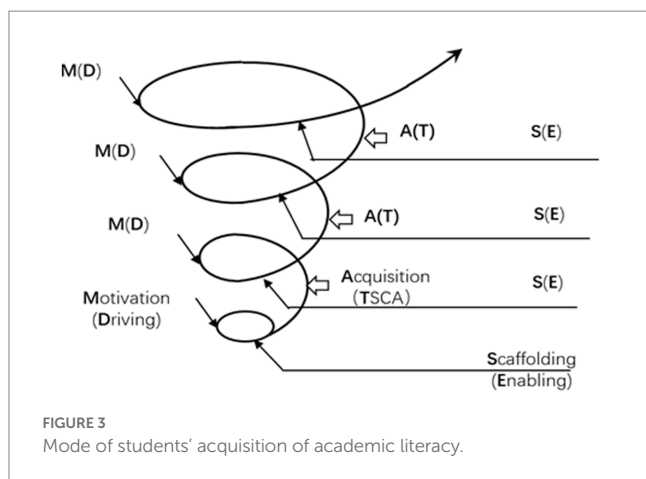 M(D)
A(T) S(E)
M(D)
A(T) S(E)
M(D)
Acquisition S(E)
(TSCA)
Motivation
(Driving)
Scaffolding
(Enabling)
FIGURE 3
Mode of students’ acquisition of academic literacy.